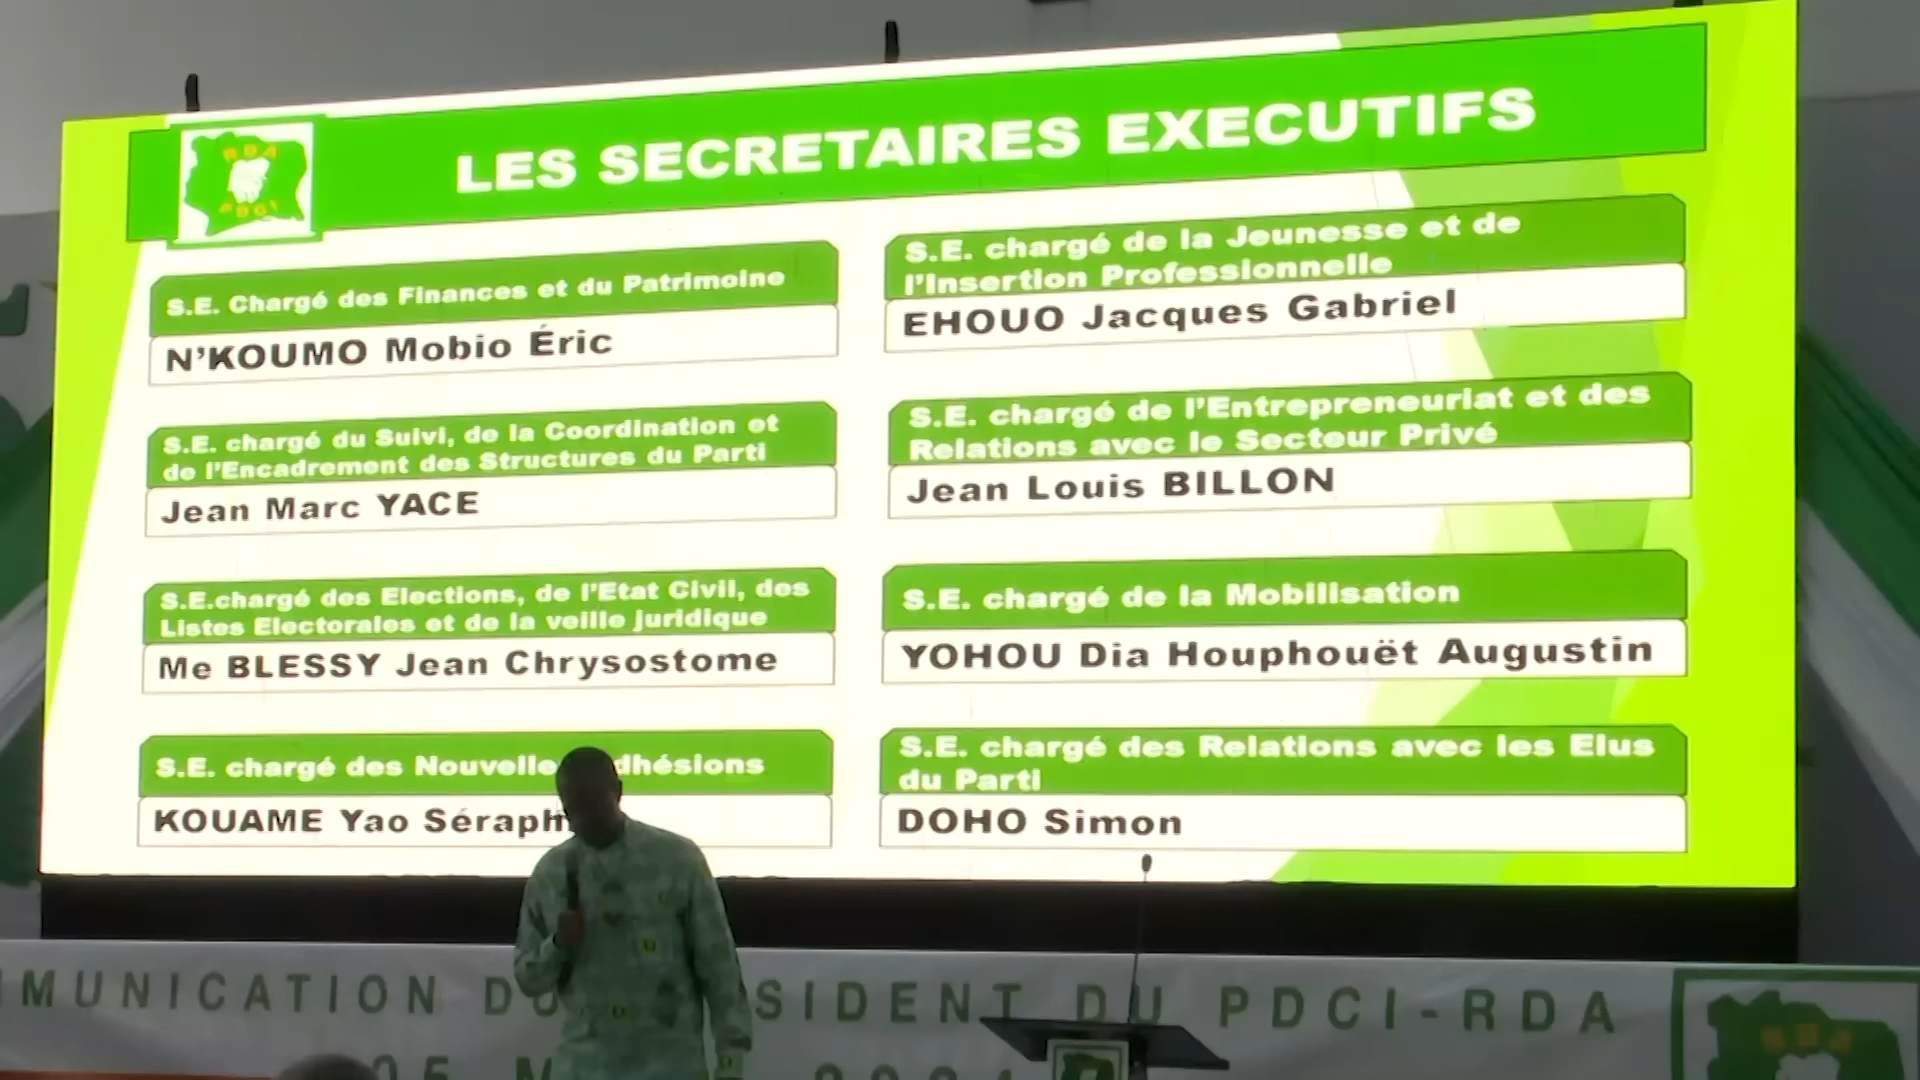 LES SECRETAIRES EXECUTIFS
RDA
PDCI
S.E. Chargé des Finances et du Patrimoine
N'KOUMO Mobio Éric
S.E. chargé du Suivi, de la Coordination et
de l'Encadrement des Structures du Parti
Jean Marc YACE
S.E.chargé des Elections, de l'Etat Civil, des
Listes Electorales et de la veille juridique
Me BLESSY Jean Chrysostome
S.E. chargé des Nouvelle dhésions
KOUAME Yao Séraph
S.E. chargé de la Jeunesse et de
l'Insertion Professionnelle
EHOUO Jacques Gabriel
S.E. chargé de l'Entrepreneuriat et des
Relations avec le Secteur Privé
Jean Louis BILLON
S.E. chargé de la Mobilisation
YOHOU Dia Houphouët Augustin
S.E. chargé des Relations avec les Elus
du Parti
DOHO Simon
MUNICATION DU SIDENT DU PDCI-RDA
05 M